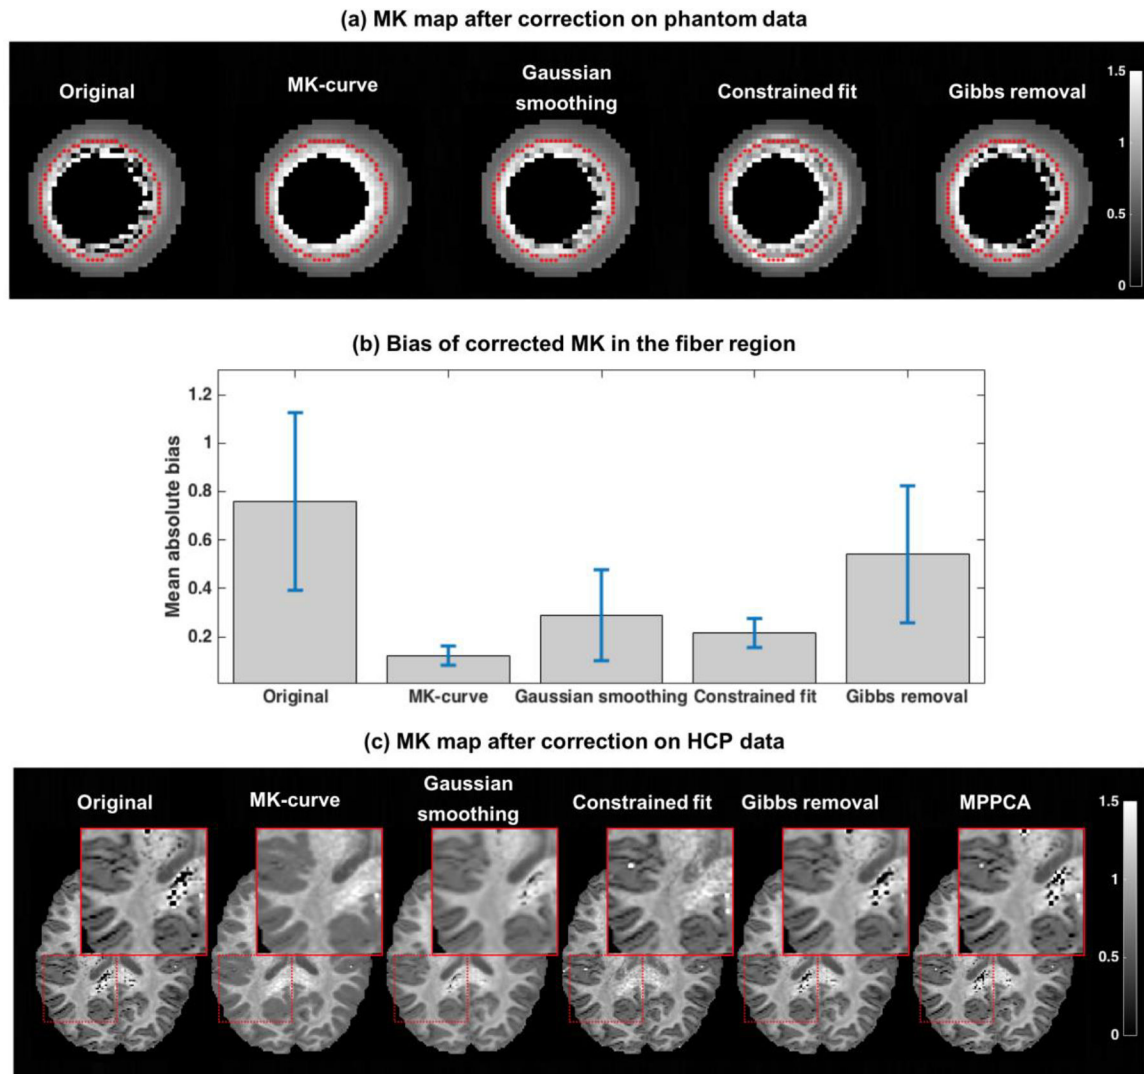 (a) MK map after correction on phantom data
Original
MK-curve
Gaussian
smoothing
Constrained fit
Gibbs removal
1.5
1
0.5
0
(b) Bias of corrected MK in the fiber region
Mean absolute bias
1.2
1
0.8
0.6
0.4
0.2
Original
MK-curve
Gaussian smoothing
Constrained fit
Gibbs removal
(c) MK map after correction on HCP data
Original
MK-curve
Gaussian
smoothing
Constrained fit
Gibbs removal
MPPCA
1.5
1
0.5
0